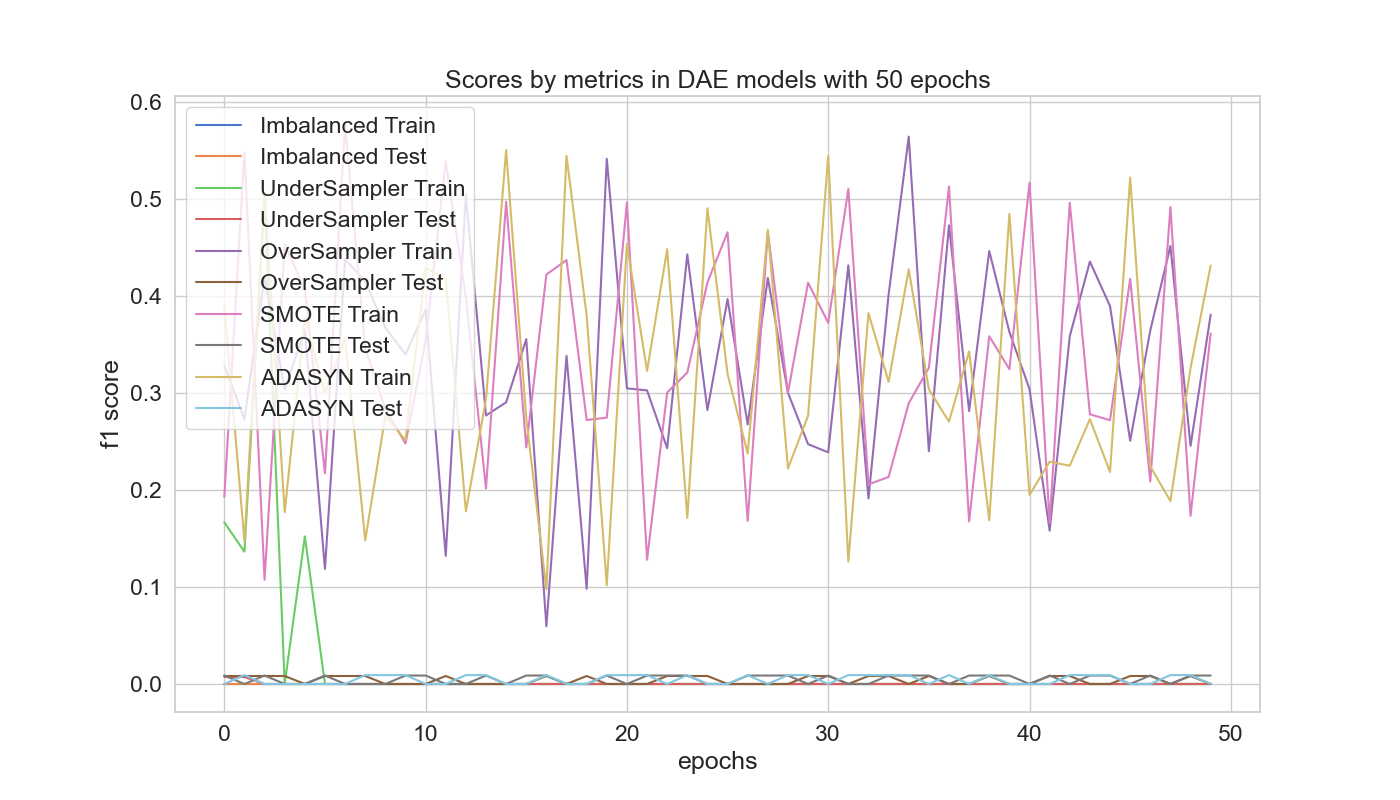 Scores by metrics in DAE models with 50 epochs
0.6
0.5
0.4
0.3
0.2
0.1
0.0
f1 score
Imbalanced Train
Imbalanced Test
UnderSampler Train
UnderSampler Test
OverSampler Train
OverSampler Test
SMOTE Train
SMOTE Test
ADASYN Train
ADASYN Test
0 10 20 30 40 50
epochs